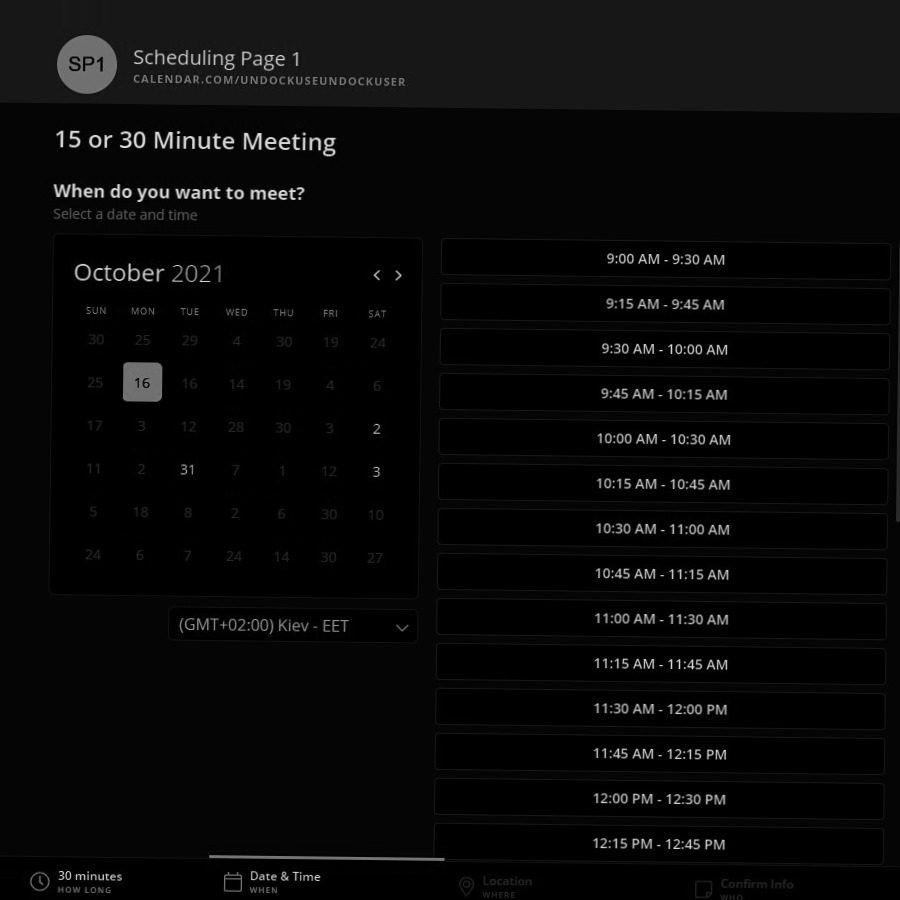 SP1
Scheduling Page 1
CALENDAR.COM/UNDOCKUSEUNDOCKUSER
15 or 30 Minute Meeting
When do you want to meet?
Select a date and time
October 2021
SUN MON TUE WED THU FRI SAT
30 25 29 4 30 19 24
25 16 16 14 19 4 6
17 3 12 28 30 3 2
11 2 31 7 1 12 3
5 18 8 2 6 30 10
24 6 7 24 14 30 27
(GMT+02:00) Kiev - EET
9:00 AM - 9:30 AM
9:15 AM - 9:45 AM
9:30 AM - 10:00 AM
9:45 AM - 10:15 AM
10:00 AM - 10:30 AM
10:15 AM - 10:45 AM
10:30 AM - 11:00 AM
10:45 AM - 11:15 AM
11:00 AM - 11:30 AM
11:15 AM - 11:45 AM
11:30 AM - 12:00 PM
11:45 AM - 12:15 PM
12:00 PM - 12:30 PM
12:15 PM - 12:45 PM
30 minutes
HOW LONG
Date & Time
WHEN
Location
WHERE
Confirm Info
WHO